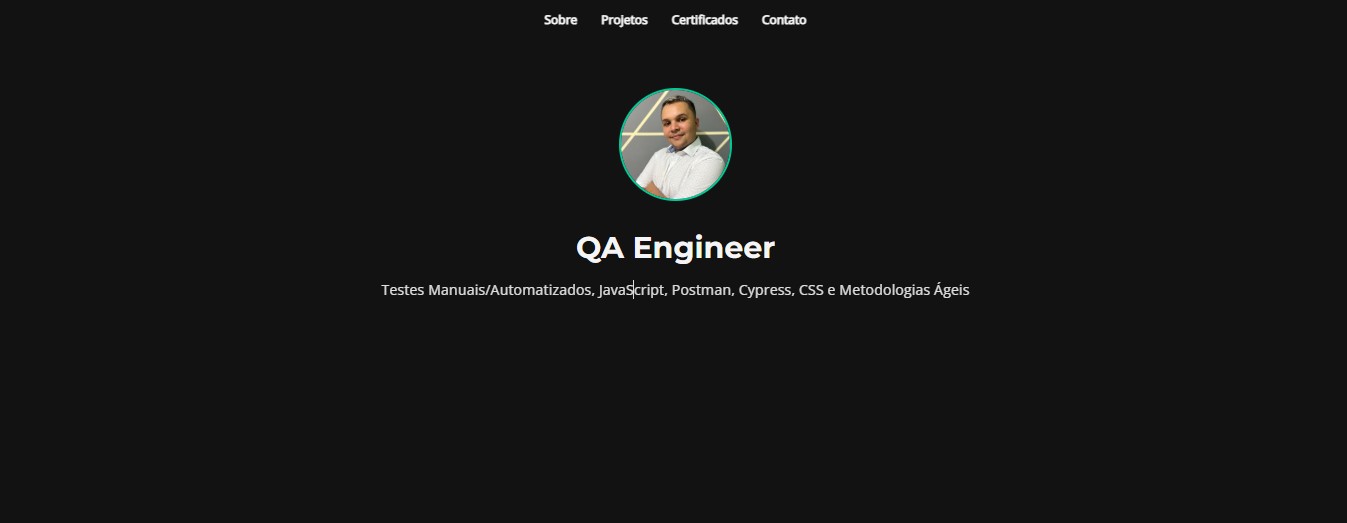 Sobre Projetos Certificados Contato
QA Engineer
Testes Manuais/Automatizados, JavaScript, Postman, Cypress, CSS e Metodologias Ágeis